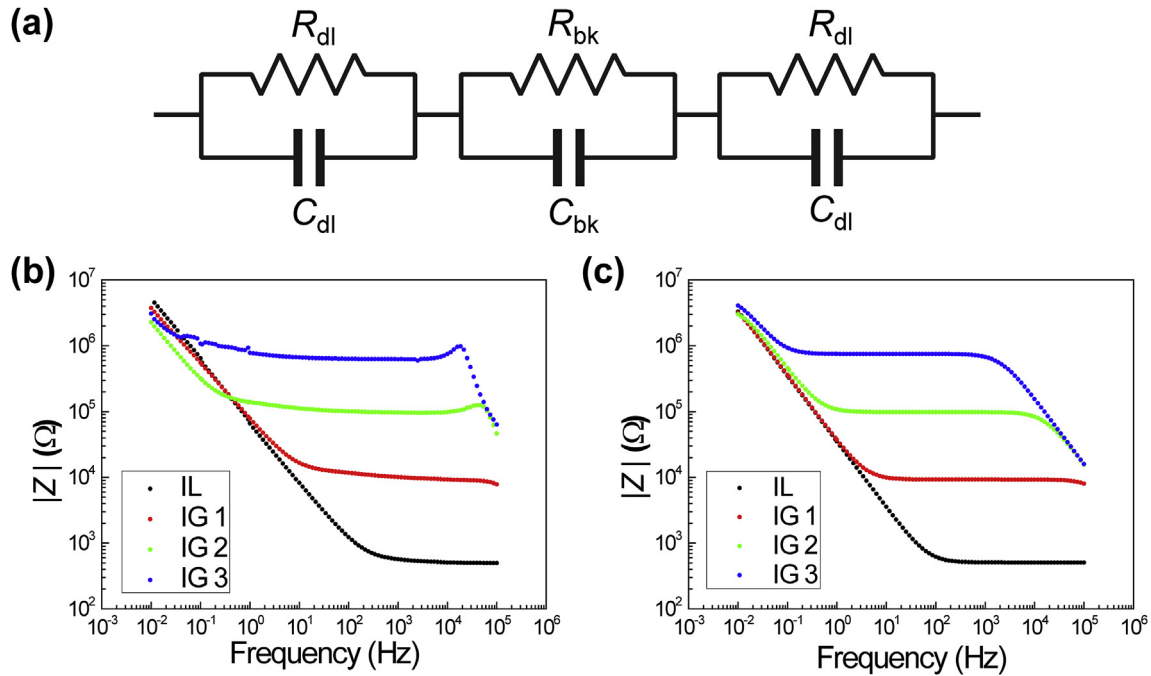 (a)
R_dl R_bk R_dl
C_dl C_bk C_dl
(b)
10^7
10^6
10^5
10^4
10^3
10^2
|Z| (Ω)
IL
IG 1
IG 2
IG 3
10^-3 10^-2 10^-1 10^0 10^1 10^2 10^3 10^4 10^5 10^6
Frequency (Hz)
(c)
10^7
10^6
10^5
10^4
10^3
10^2
|Z| (Ω)
IL
IG 1
IG 2
IG 3
10^-3 10^-2 10^-1 10^0 10^1 10^2 10^3 10^4 10^5 10^6
Frequency (Hz)